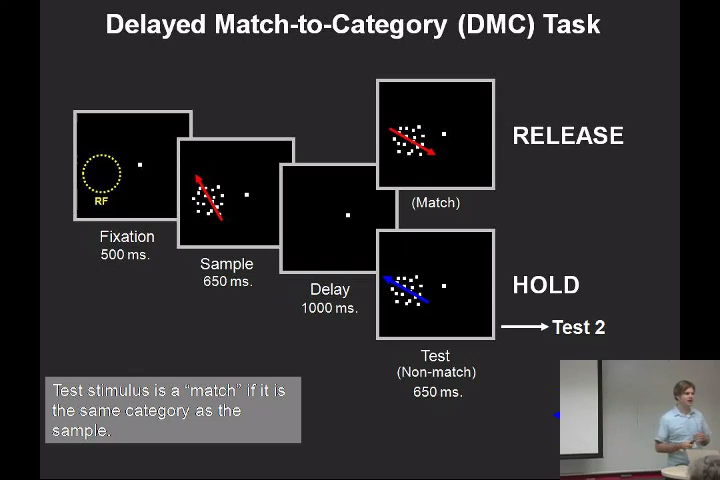 Delayed Match-to-Category (DMC) Task
RF
Fixation
500 ms.
Sample
650 ms.
Delay
1000 ms.
(Match)
RELEASE
HOLD
Test 2
Test
(Non-match)
650 ms.
Test stimulus is a “match” if it is
the same category as the
sample.